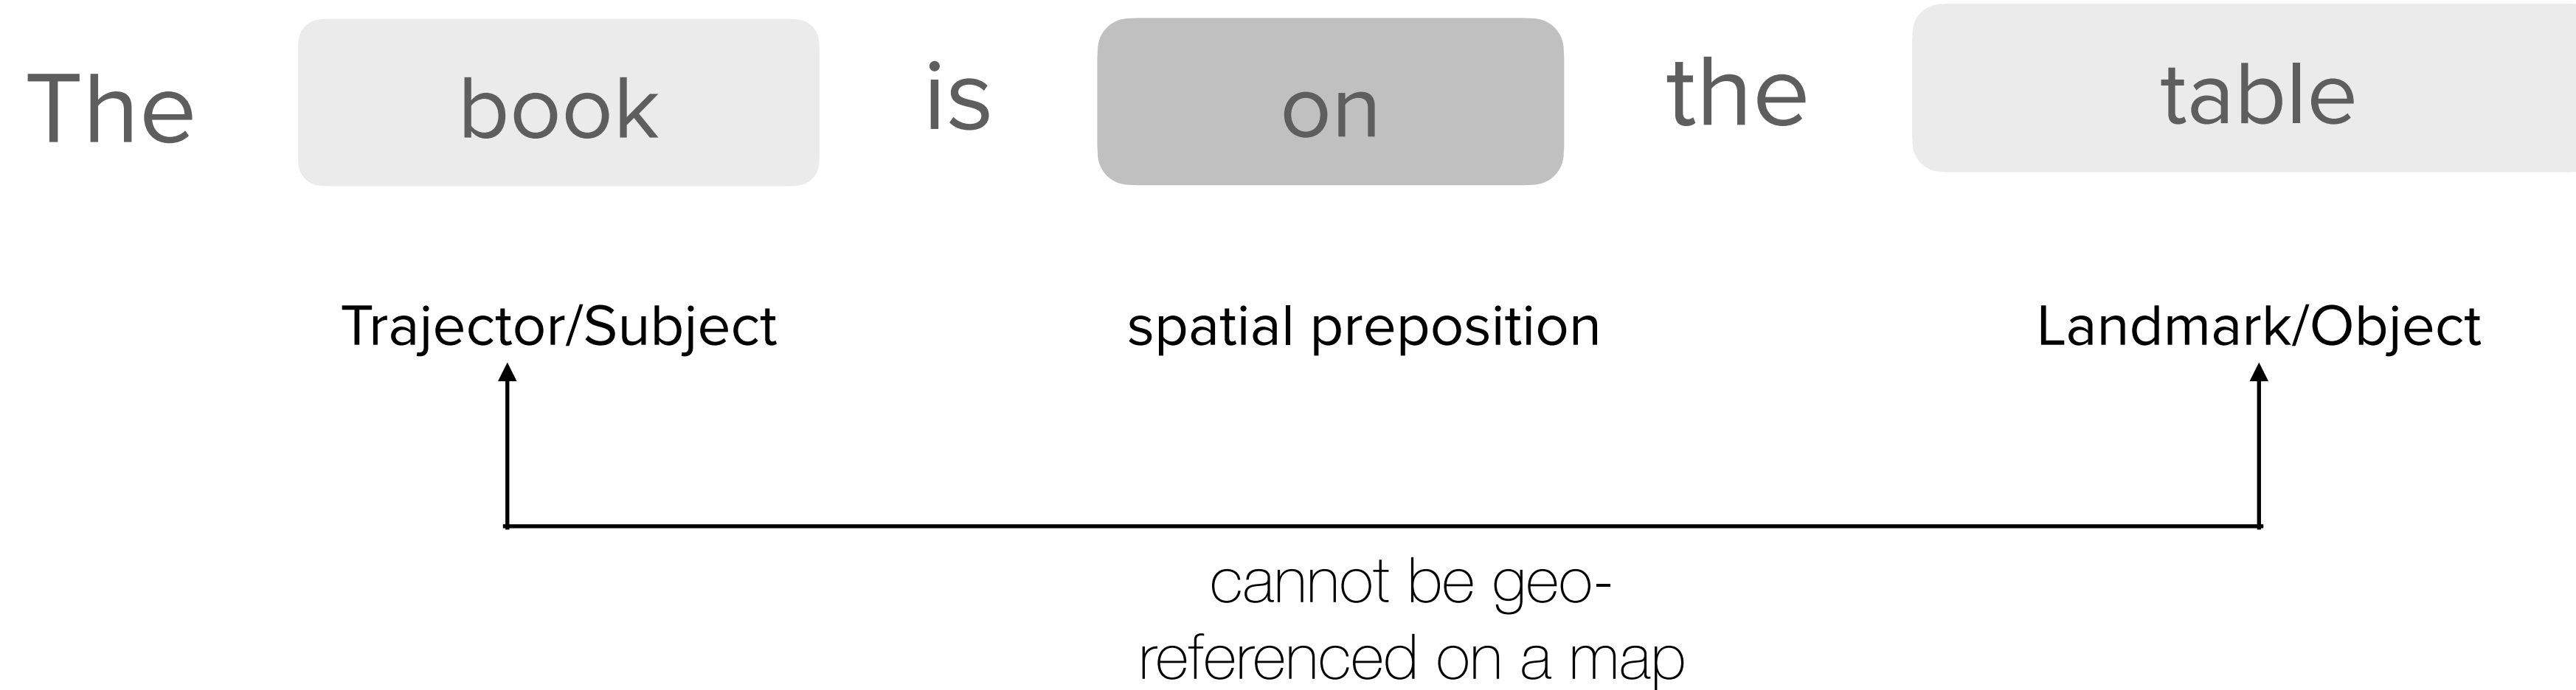 The book is on the table
Trajector/Subject spatial preposition Landmark/Object
cannot be geo-
referenced on a map